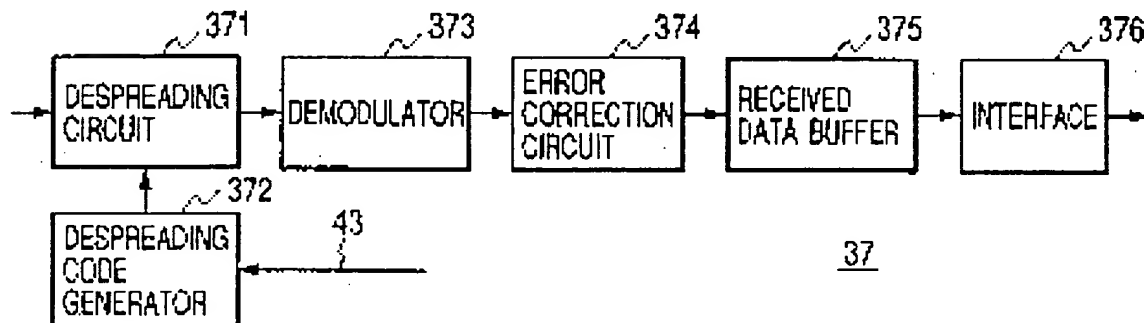 371
373
374
375
376
DESPREADING
CIRCUIT
DEMODULATOR
ERROR
CORRECTION
CIRCUIT
RECEIVED
DATA BUFFER
INTERFACE
372
DESPREADING
CODE
GENERATOR
43
37